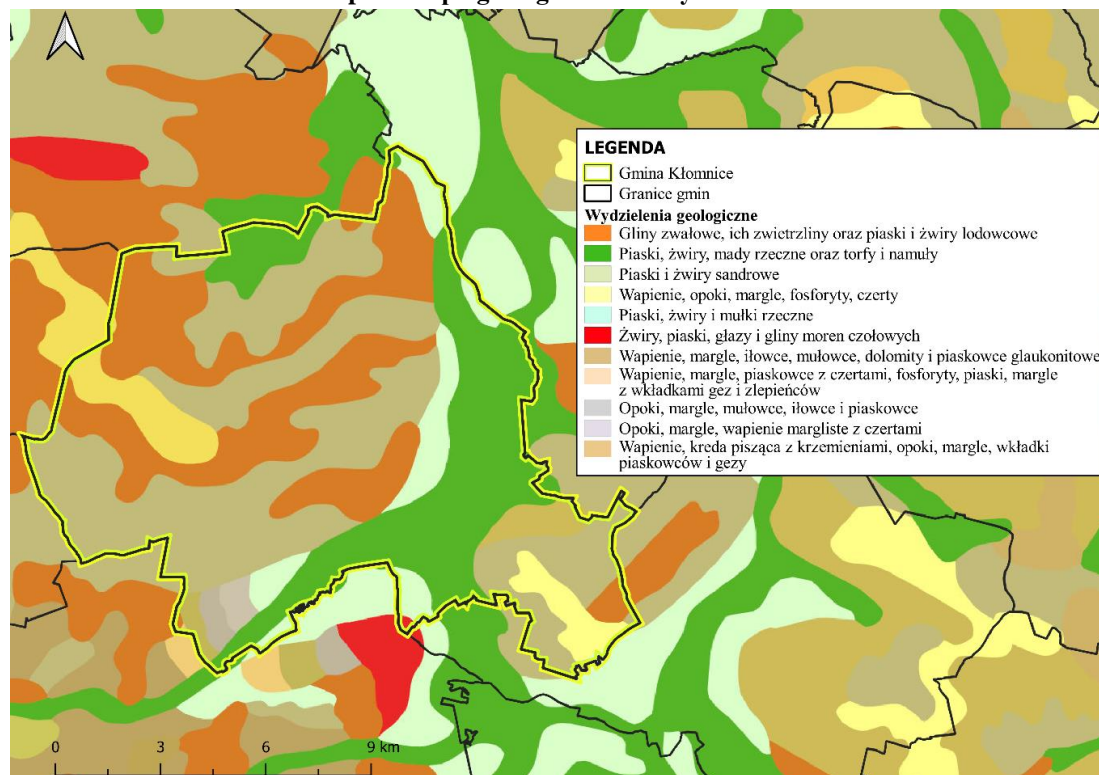 LEGENDA
Gmina Kłomnice
Granice gmin
Wydzielenia geologiczne
Gliny zwałowe, ich zwietrzliny oraz piaski i żwiry lodowcowe
Piaski, żwiry, mady rzeczne oraz torfy i namuły
Piaski i żwiry sandrowe
Wapienie, opoki, margle, fosforyty, czerty
Piaski, żwiry i mułki rzeczne
Żwiry, piaski, głazy i gliny moren czołowych
Wapienie, margle, iłowce, mułowce, dolomity i piaskowce glaukonitowe
Wapienie, margle, piaskowce z czertami, fosforyty, piaski, margle
z wkładkami gez i zlepieńców
Opoki, margle, mułowce, iłowce i piaskowce
Opoki, margle, wapienie margliste z czertami
Wapienie, kreda pisząca z krzemieniami, opoki, margle, wkładki
piaskowców i gezy
0 3 6 9 km